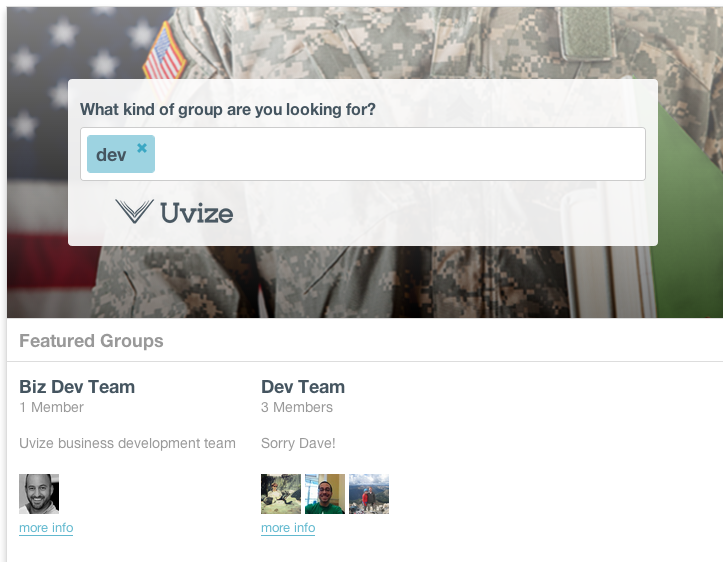 What kind of group are you looking for?
dev ×
Uvize
Featured Groups
Biz Dev Team
1 Member
Uvize business development team
more info
Dev Team
3 Members
Sorry Dave!
more info